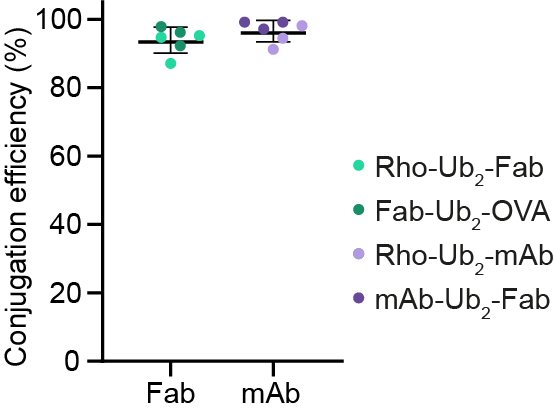 Conjugation efficiency (%)
100
80
60
40
20
0
Fab
mAb
Rho-Ub₂-Fab
Fab-Ub₂-OVA
Rho-Ub₂-mAb
mAb-Ub₂-Fab